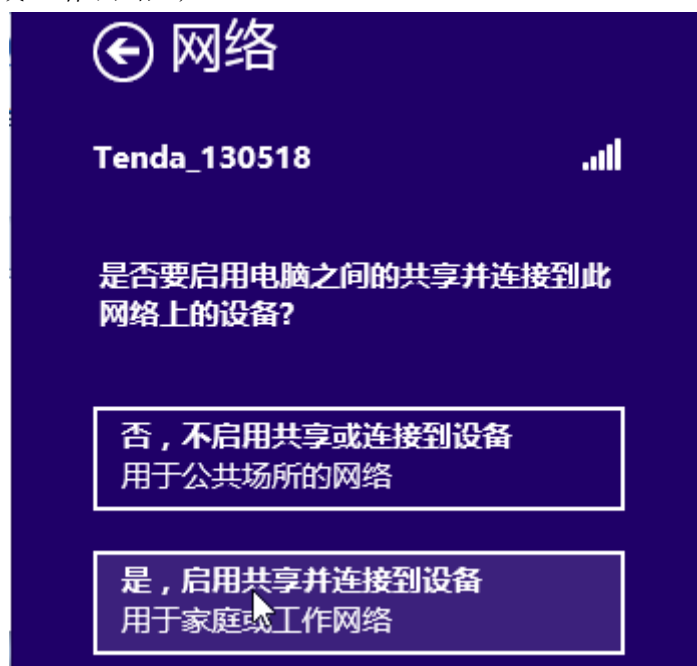 网络
Tenda_130518
是否要启用电脑之间的共享并连接到此
网络上的设备?
否，不启用共享或连接到设备
用于公共场所的网络
是，启用共享并连接到设备
用于家庭或工作网络